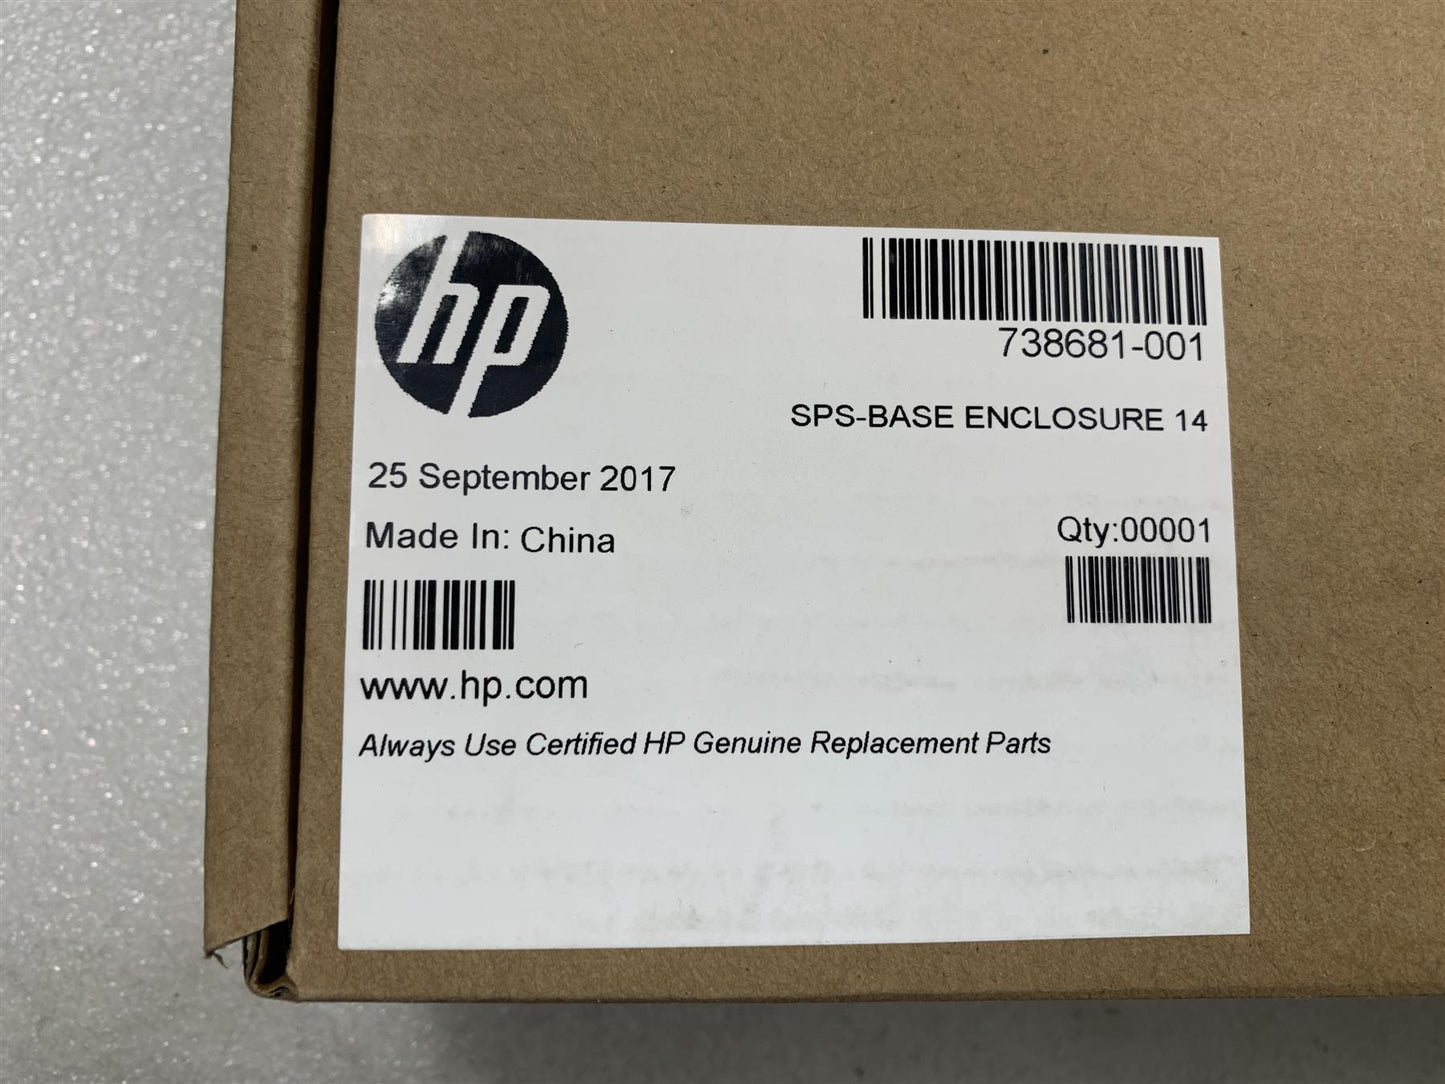 hp
738681-001
SPS-BASE ENCLOSURE 14
25 September 2017
Made In: China
Qty:00001
www.hp.com
Always Use Certified HP Genuine Replacement Parts